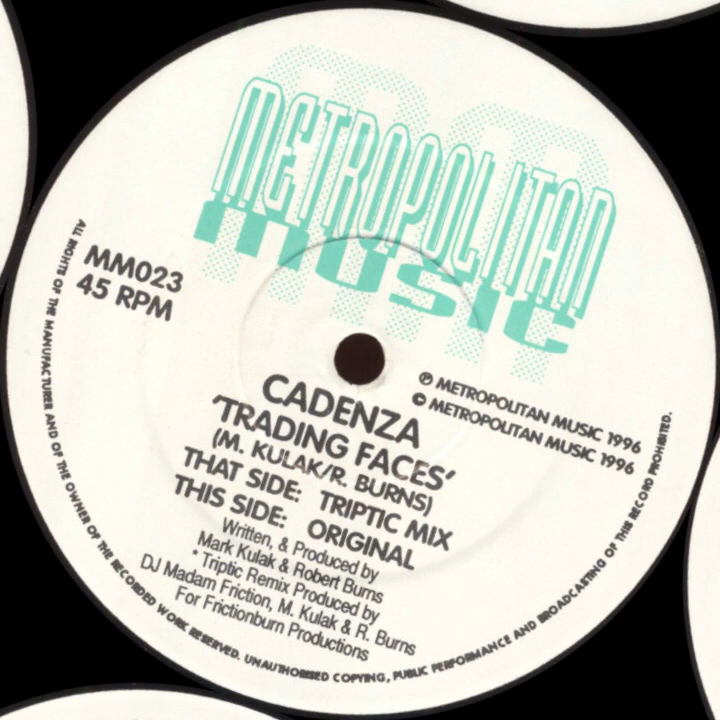 METROPOLITAN
MUSIC
MM023
45 RPM
℗ METROPOLITAN MUSIC 1996
© METROPOLITAN MUSIC 1996
CADENZA
'TRADING FACES'
(M. KULAK/R. BURNS)
THAT SIDE: TRIPTIC MIX
THIS SIDE: ORIGINAL
Written, & Produced by
Mark Kulak & Robert Burns
* Triptic Remix Produced by
DJ Madam Friction, M. Kulak & R. Burns
For Frictionburn Productions
ALL RIGHTS OF THE MANUFACTURER AND OF THE OWNER OF THE RECORDED WORK RESERVED. UNAUTHORISED COPYING, PUBLIC PERFORMANCE AND BROADCASTING OF THIS RECORD PROHIBITED.